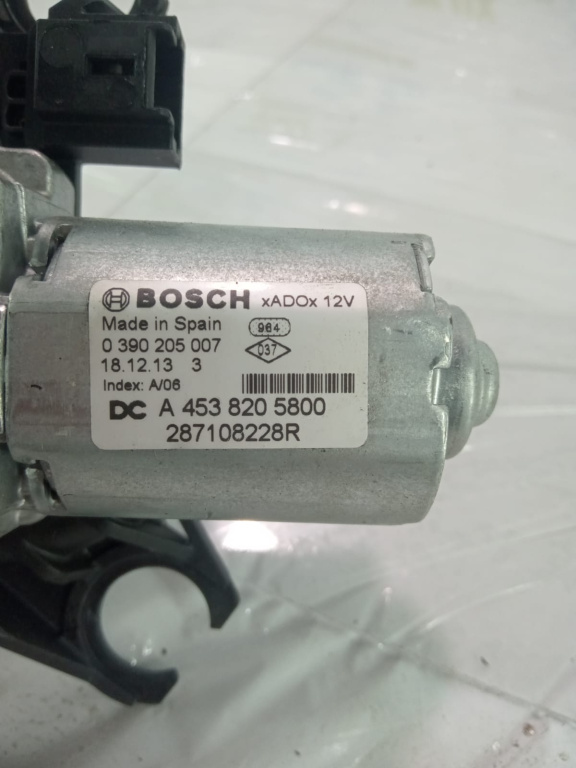 BOSCH xADOx 12V
Made in Spain 964
0 390 205 007 037
18.12.13 3
Index: A/06
DC A 453 820 5800
287108228R